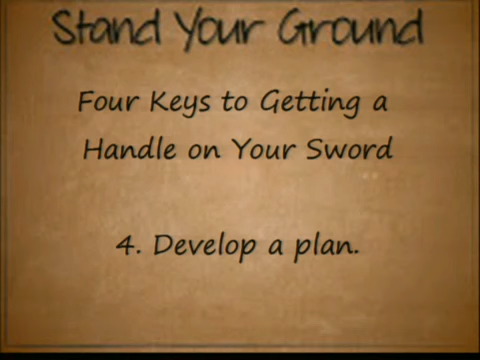 Stand Your Ground
Four Keys to Getting a
Handle on Your Sword
4. Develop a plan.